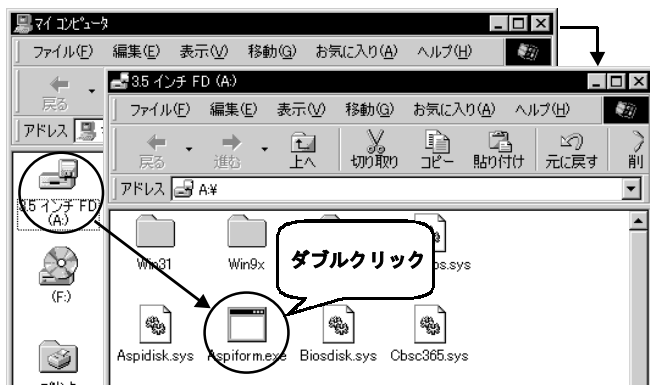 マイ コンピュータ
ファイル(F) 編集(E) 表示(V) 移動(G) お気に入り(A) ヘルプ(H)
戻る
アドレス
3.5 インチ FD (A:)
(F:)
3.5 インチ FD (A:)
ファイル(F) 編集(E) 表示(V) 移動(G) お気に入り(A) ヘルプ(H)
戻る 進む 上へ 切り取り コピー 貼り付け 元に戻す 削
アドレス A:¥
Win31 Win9x os.sys
ダブルクリック
Aspidisk.sys Aspiform.exe Biosdisk.sys Cbsc365.sys